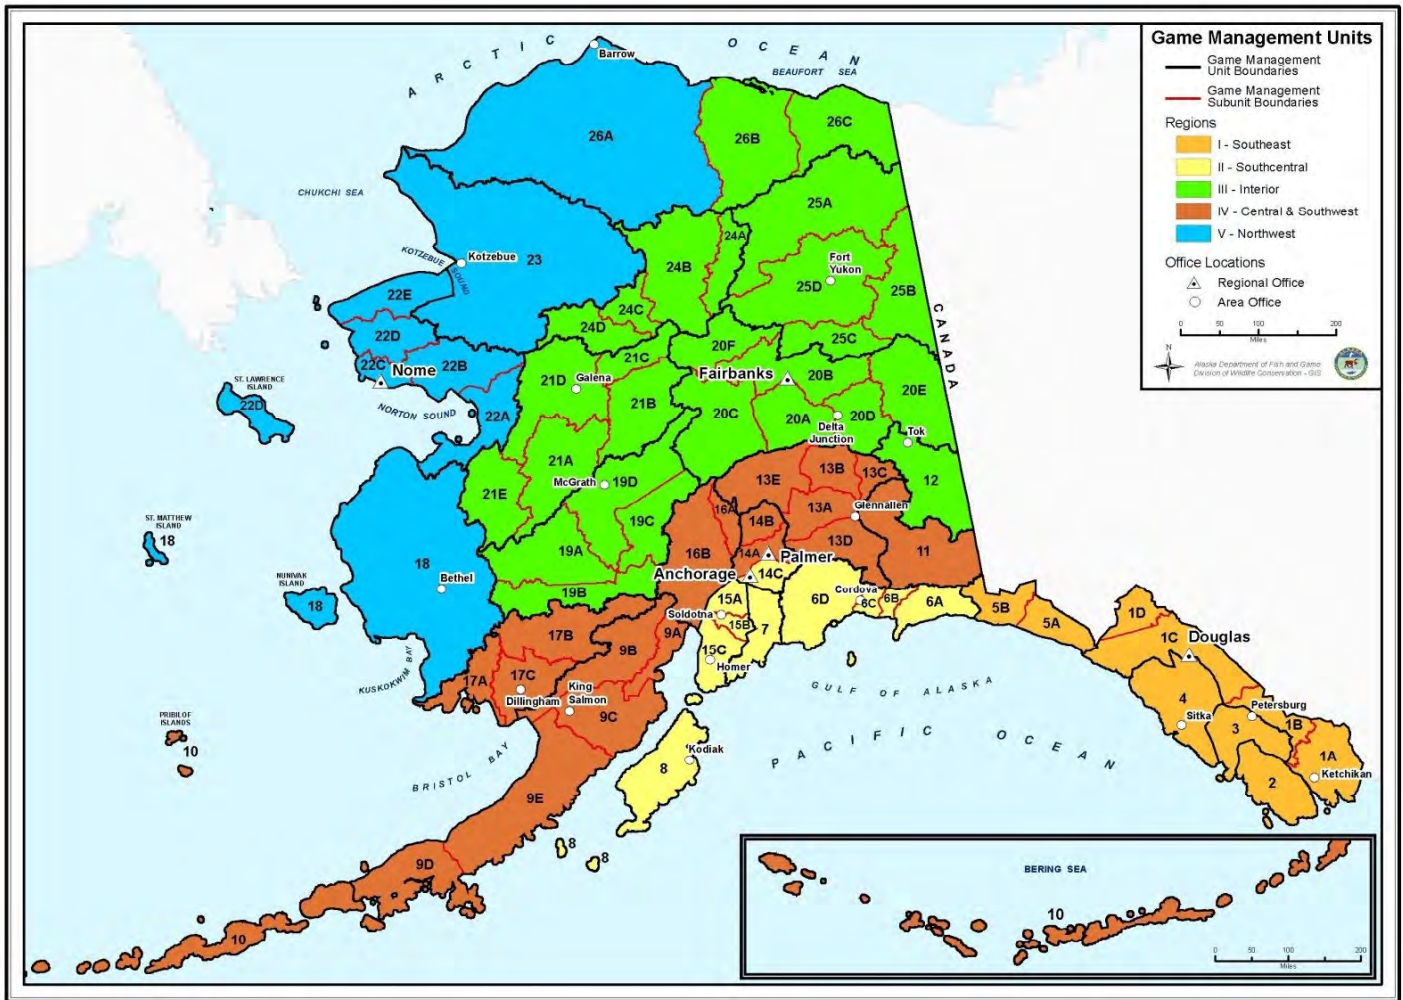 Game Management Units
Game Management
Unit Boundaries
Game Management
Subunit Boundaries
Regions
I - Southeast
II - Southcentral
III - Interior
IV - Central & Southwest
V - Northwest
Office Locations
Regional Office
Area Office
0 50 100 200
Miles
N
Alaska Department of Fish and Game
Division of Wildlife Conservation - GIS
ARCTIC OCEAN
BEAUFORT SEA
Barrow
26A
26B
26C
CHUKCHI SEA
25A
24A
KOTZEBUE SOUND
Kotzebue
23
24B
Fort
Yukon
25D
25B
22E
24C
CANADA
22D
24D
25C
20F
22C
Nome
22B
21C
Fairbanks
20B
21D
Galena
20E
ST. LAWRENCE
ISLAND
22D
NORTON SOUND
22A
21B
20C
20A
20D
Delta
Junction
Tok
21A
13B
13C
McGrath
19D
13E
12
21E
16A
13A
Glennallen
ST. MATTHEW
ISLAND
18
19C
14B
13D
19A
16B
14A
Palmer
11
18
Bethel
Anchorage
14C
NUNIVAK
ISLAND
18
19B
15A
6D
Cordova
6C
6B
6A
Soldotna
15B
7
5B
5A
1D
17B
9B
9A
15C
Homer
1C
Douglas
KUSKOKWIM BAY
17A
17C
King
Salmon
Dillingham
GULF OF ALASKA
4
PRIBILOF
ISLANDS
10
9C
Sitka
3
Petersburg
1B
PACIFIC OCEAN
Kodiak
8
1A
Ketchikan
2
BRISTOL BAY
9E
8
8
9D
10
BERING SEA
10
0 50 100 200
Miles